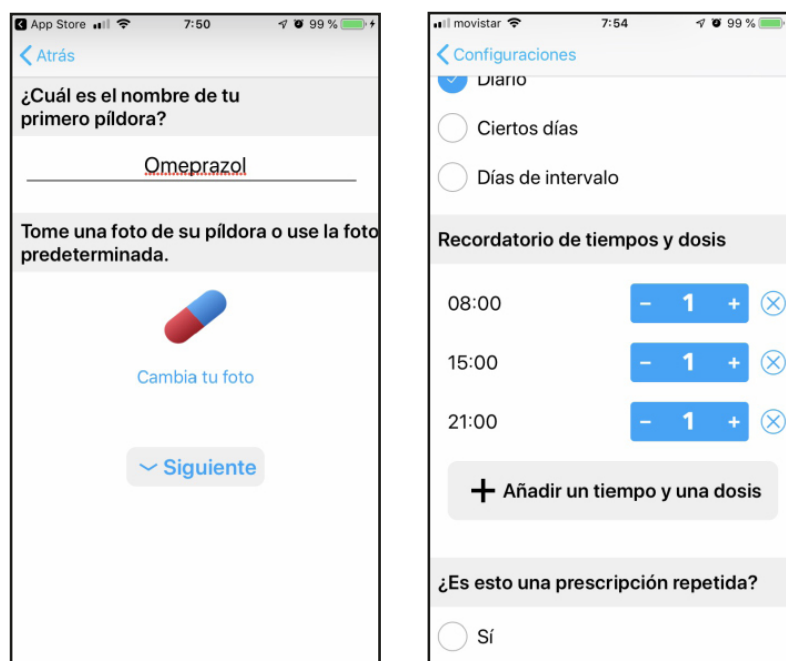 App Store 7:50 99 %
Atrás
¿Cuál es el nombre de tu
primero píldora?
Omeprazol
Tome una foto de su píldora o use la foto
predeterminada.
Cambia tu foto
Siguiente
movistar 7:54 99 %
Configuraciones
Diario
Ciertos días
Días de intervalo
Recordatorio de tiempos y dosis
08:00 − 1 +
15:00 − 1 +
21:00 − 1 +
+ Añadir un tiempo y una dosis
¿Es esto una prescripción repetida?
Sí